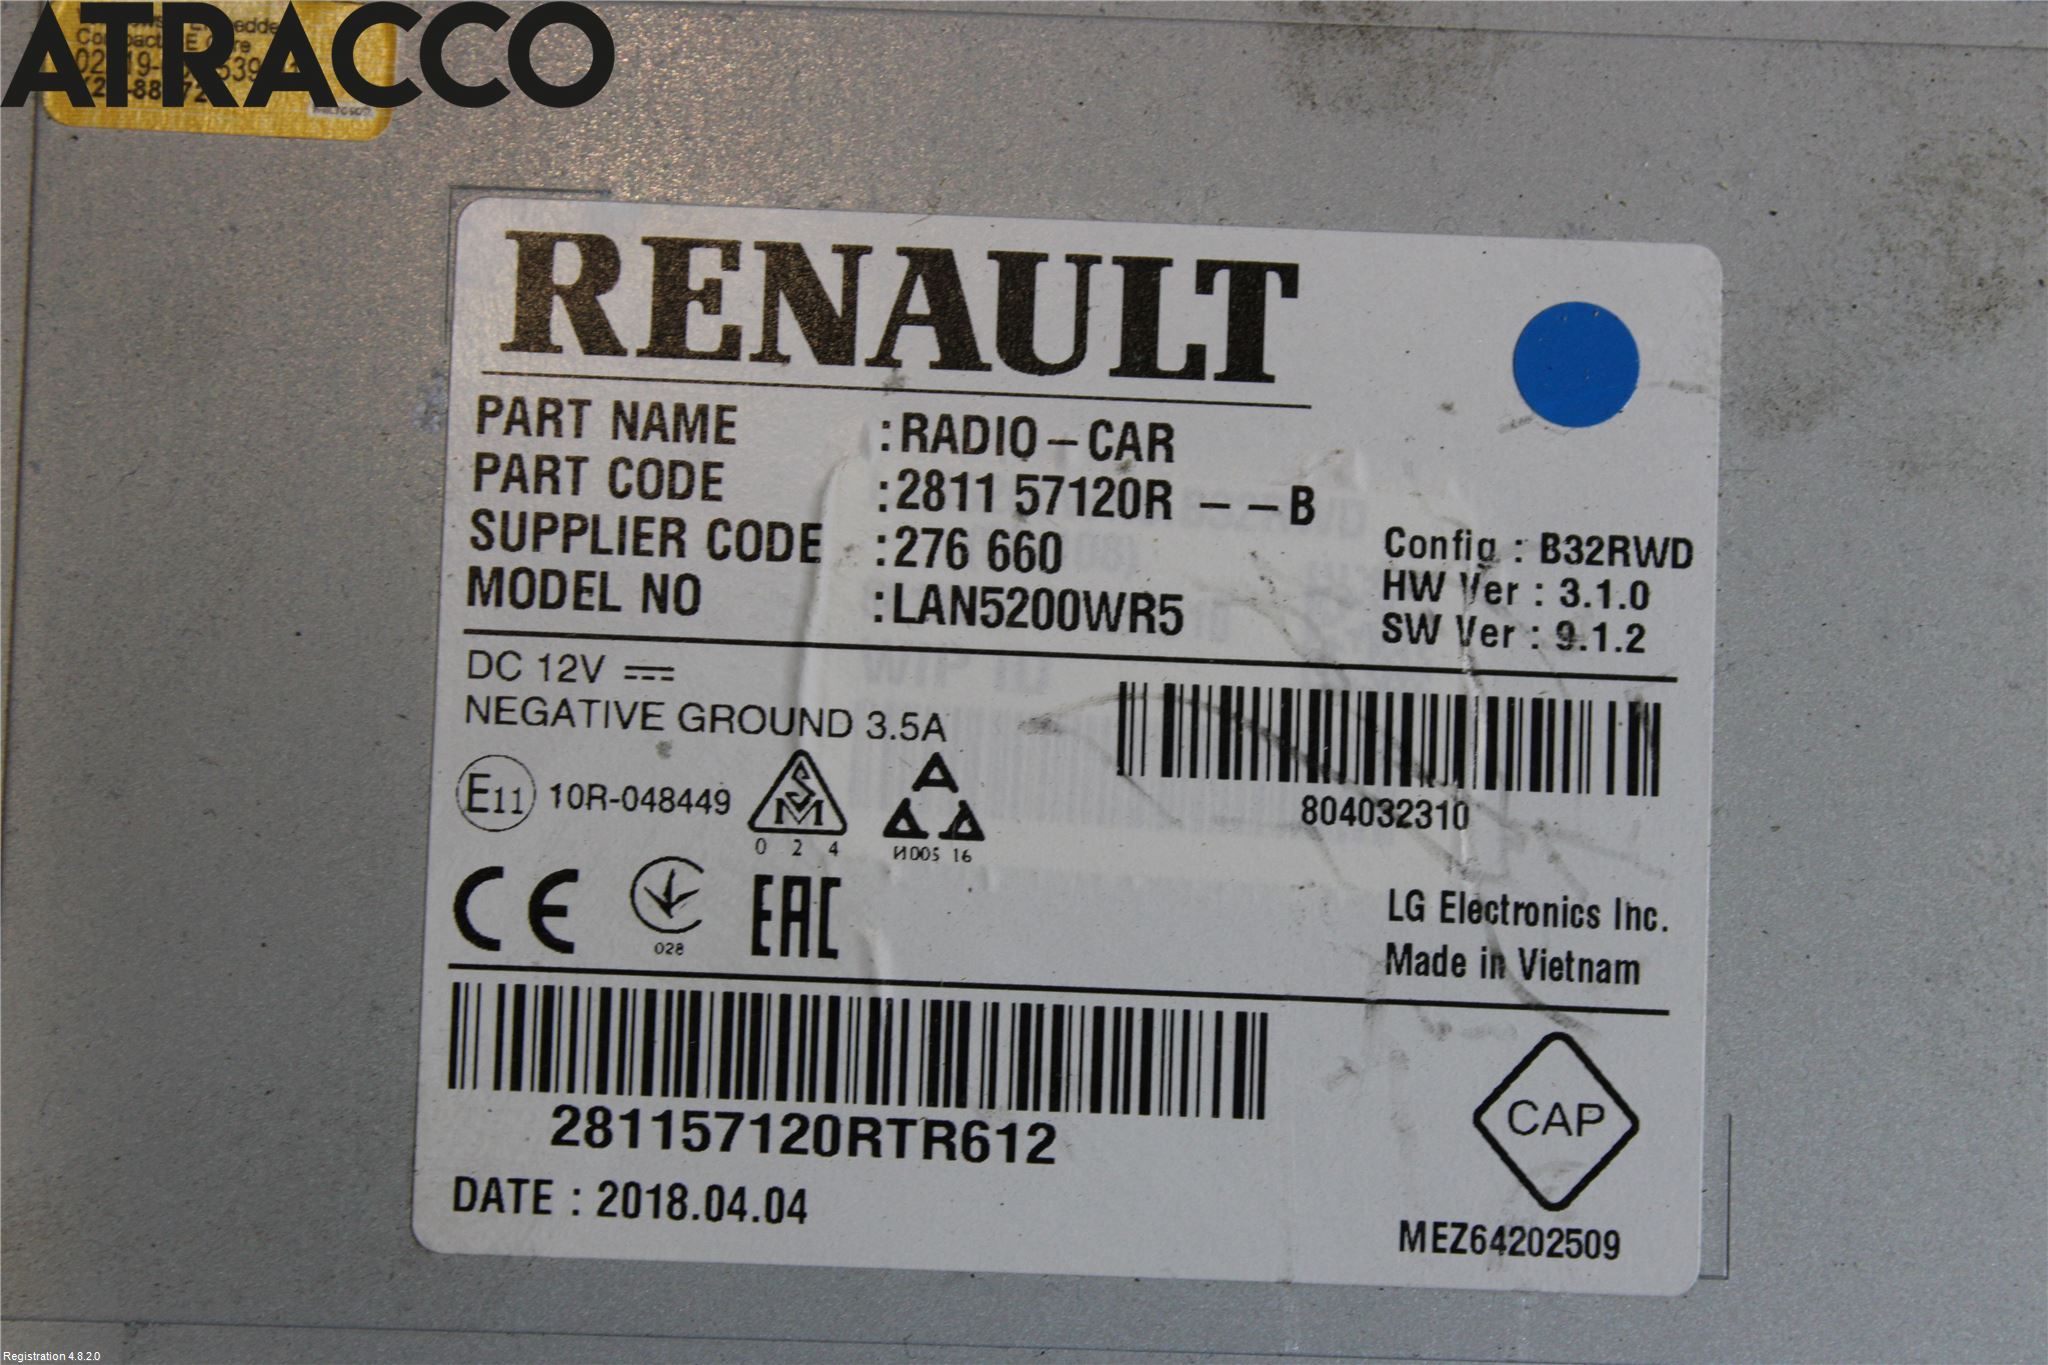 ATRACCO
RENAULT
PART NAME :RADIO-CAR
PART CODE :2811 57120R - - B
SUPPLIER CODE :276 660
MODEL NO :LAN5200WR5
Config : B32RWD
HW Ver : 3.1.0
SW Ver : 9.1.2
DC 12V
NEGATIVE GROUND 3.5A
E11 10R-048449
SM
0 2 4
И005 16
804032310
CE
028
EAC
LG Electronics Inc.
Made in Vietnam
281157120RTR612
DATE : 2018.04.04
CAP
MEZ64202509
Registration 4.8.2.0